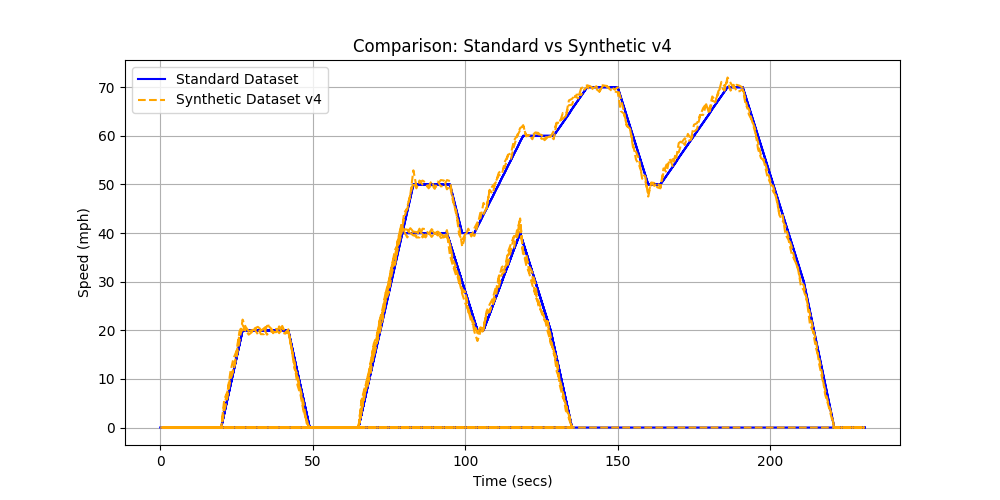 Comparison: Standard vs Synthetic v4
Standard Dataset
Synthetic Dataset v4
Speed (mph)
70
60
50
40
30
20
10
0
0 50 100 150 200
Time (secs)